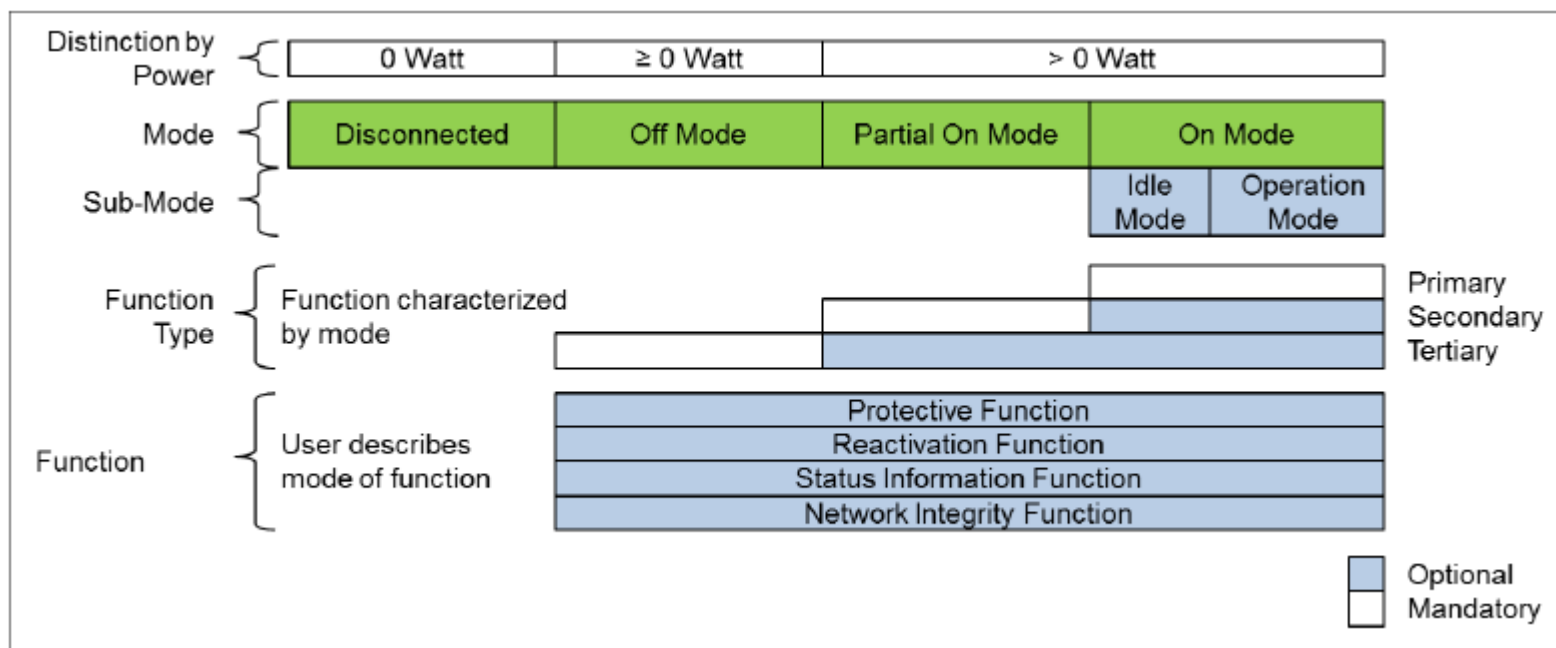 Distinction by
Power
0 Watt
≥ 0 Watt
> 0 Watt
Mode
Disconnected
Off Mode
Partial On Mode
On Mode
Sub-Mode
Idle
Mode
Operation
Mode
Function
Type
Function characterized
by mode
Primary
Secondary
Tertiary
Function
User describes
mode of function
Protective Function
Reactivation Function
Status Information Function
Network Integrity Function
Optional
Mandatory